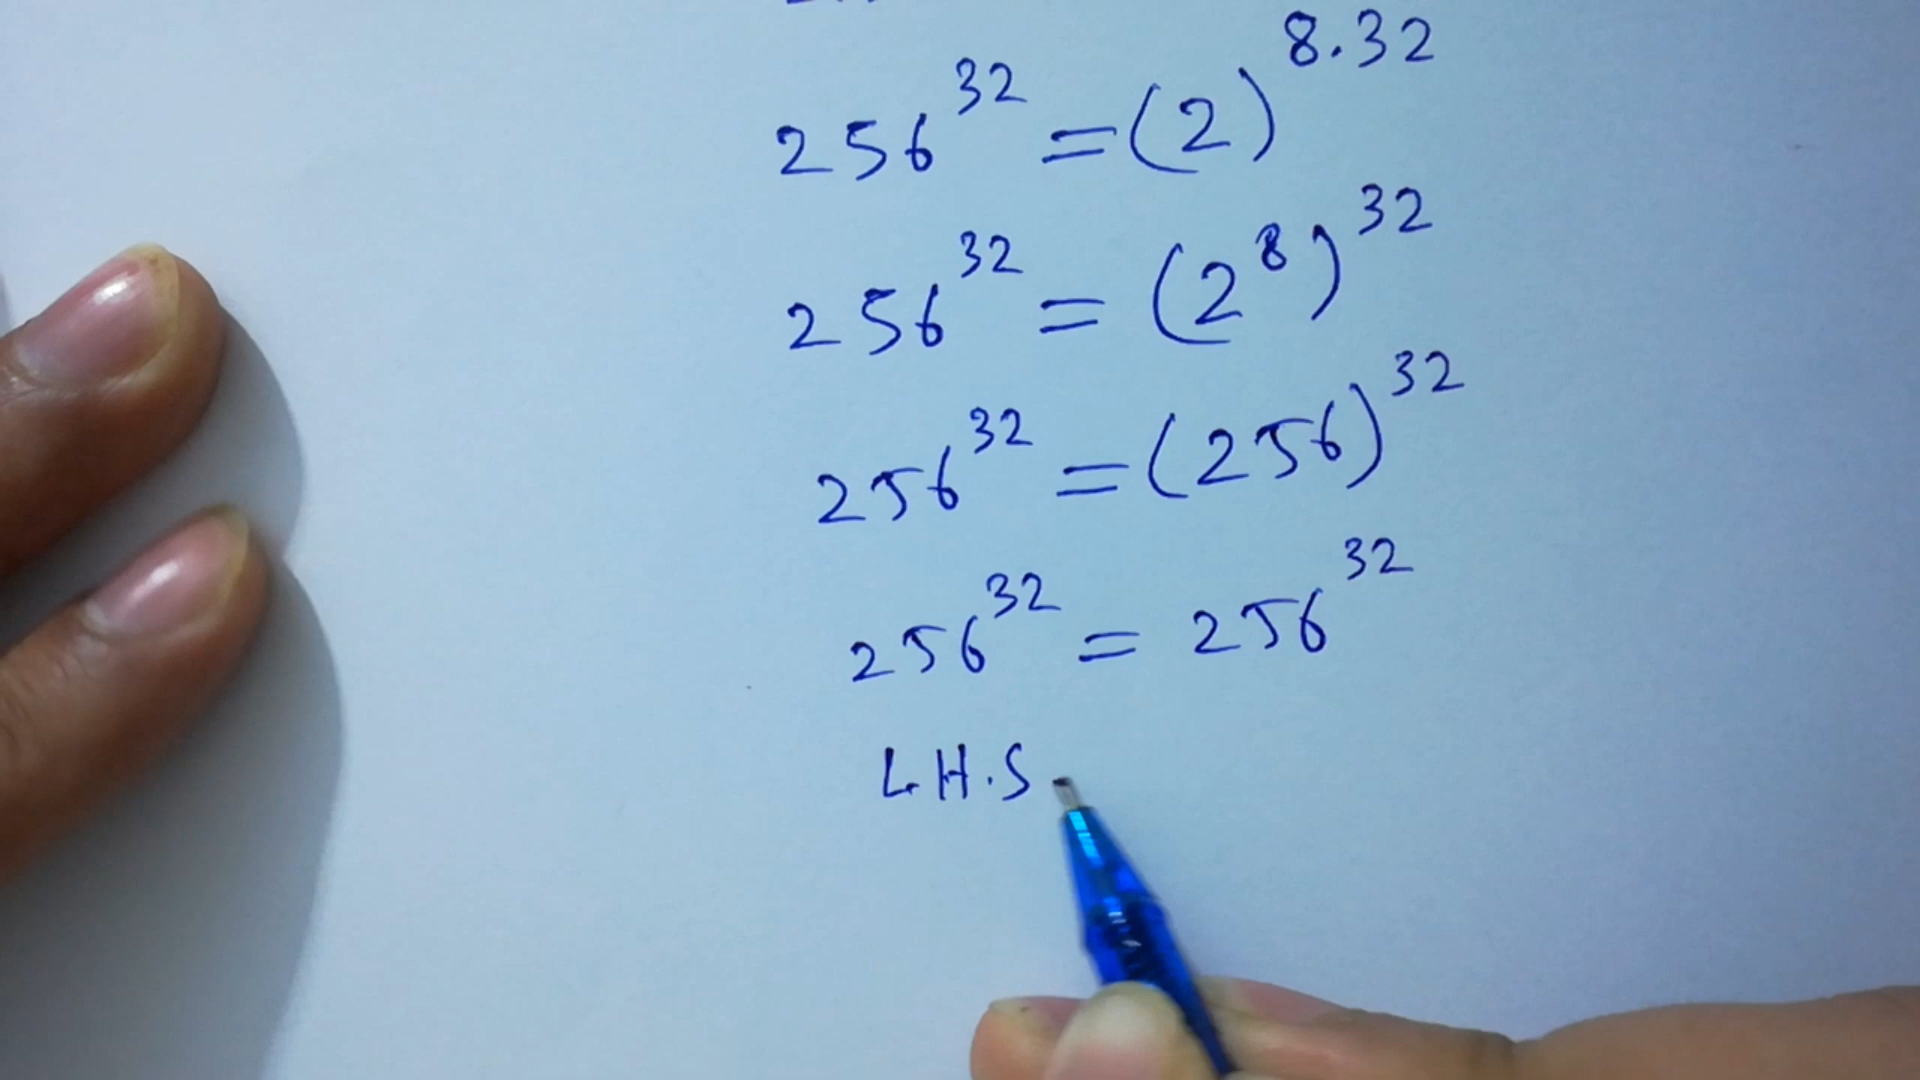 256^32 = (2)^8.32
256^32 = (2^8)^32
256^32 = (256)^32
256^32 = 256^32
L.H.S